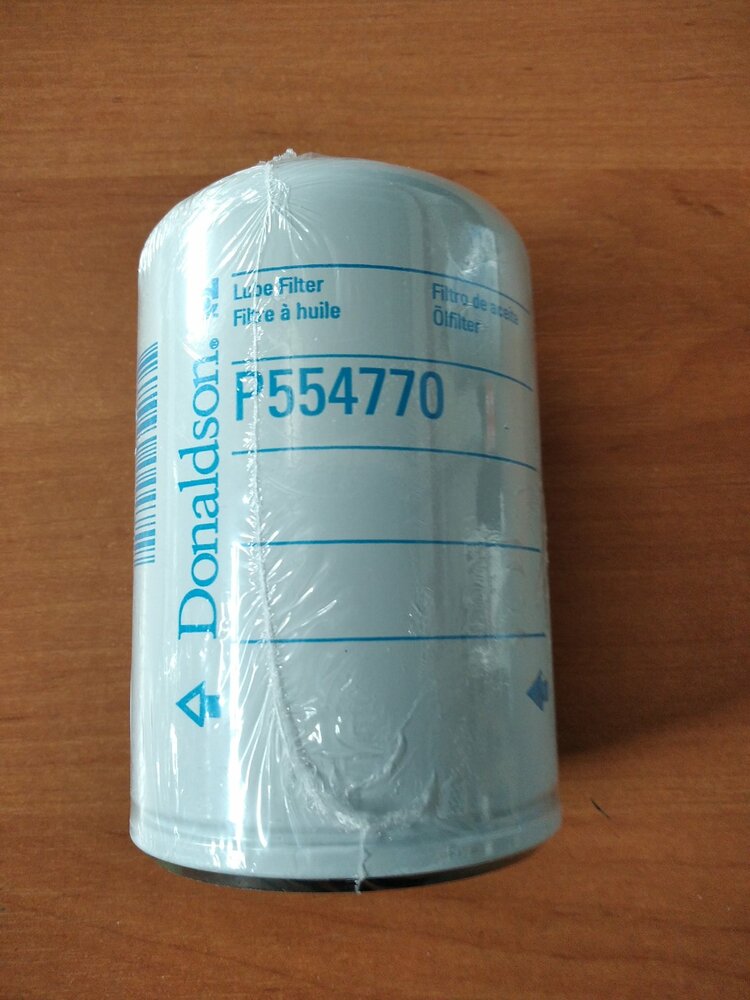 Lube Filter
Filtre à huile
Filtro de aceite
Ölfilter
P554770
Donaldson®